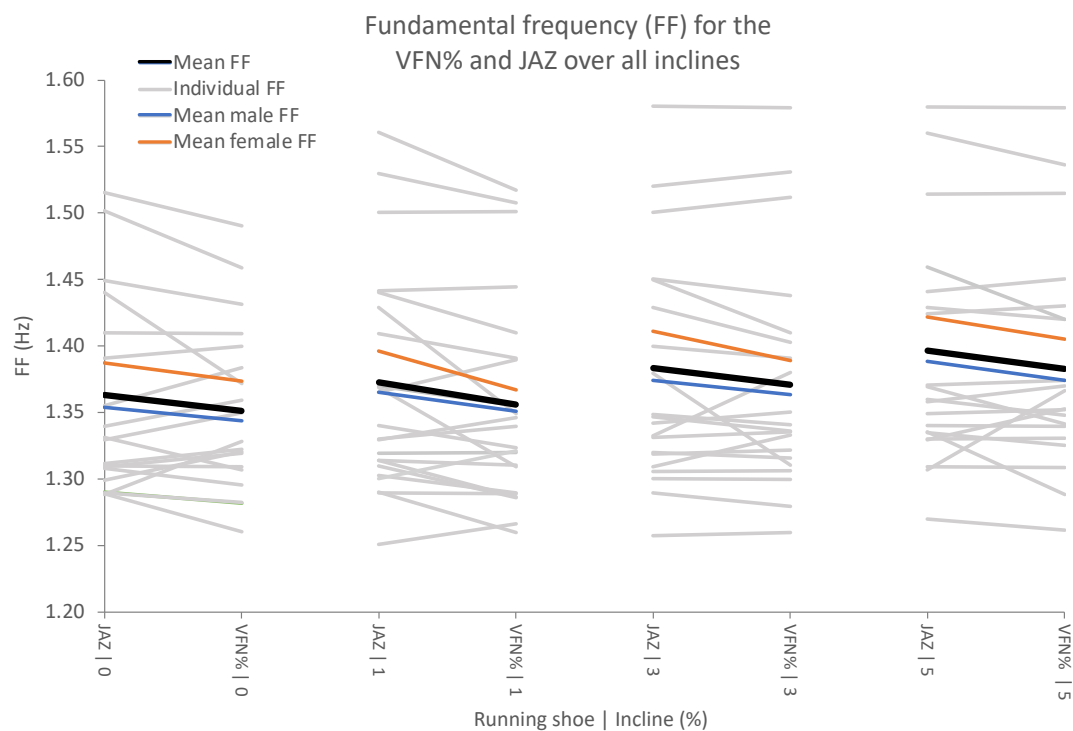 Fundamental frequency (FF) for the
VFN% and JAZ over all inclines
Mean FF
Individual FF
Mean male FF
Mean female FF
1.60
1.55
1.50
1.45
1.40
1.35
1.30
1.25
1.20
FF (Hz)
JAZ | 0
VFN% | 0
JAZ | 1
VFN% | 1
JAZ | 3
VFN% | 3
JAZ | 5
VFN% | 5
Running shoe | Incline (%)